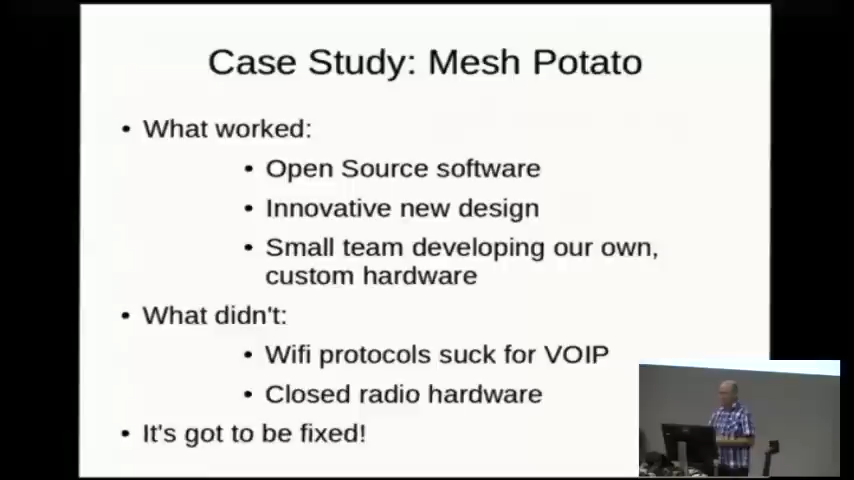 Case Study: Mesh Potato
• What worked:
• Open Source software
• Innovative new design
• Small team developing our own,
custom hardware
• What didn't:
• Wifi protocols suck for VOIP
• Closed radio hardware
• It's got to be fixed!